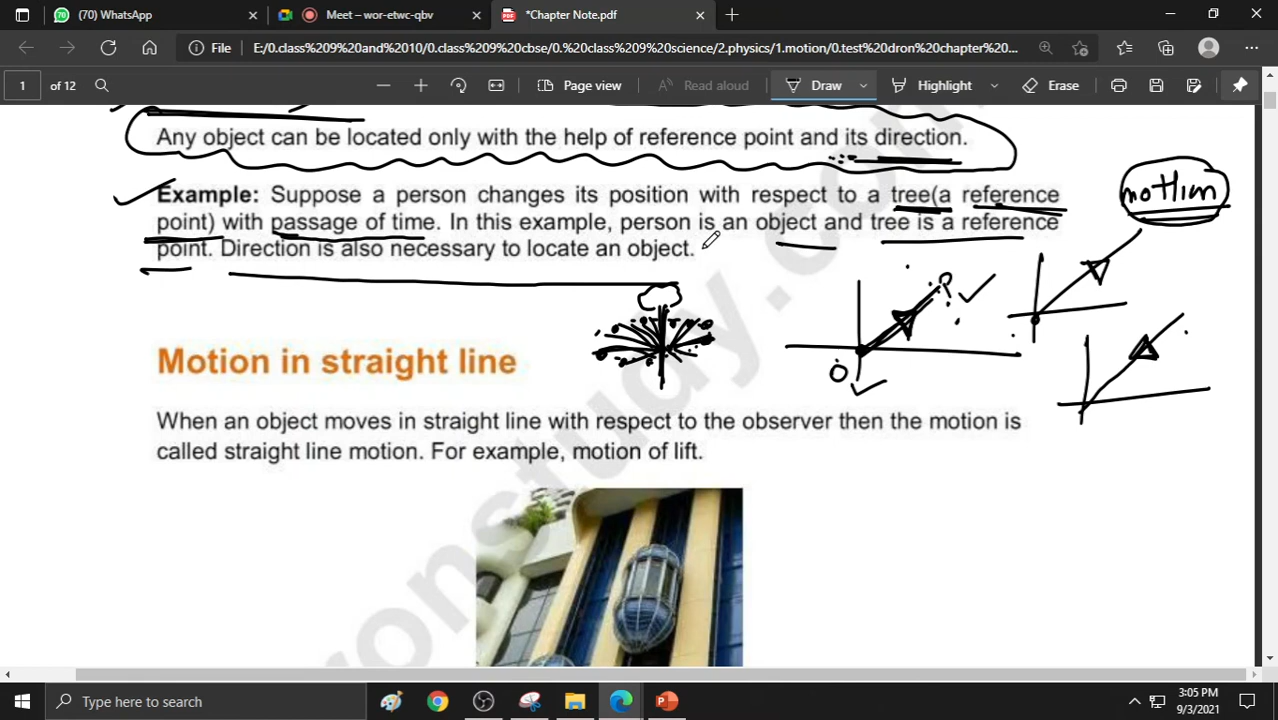 (70) WhatsApp
Meet – wor-etwc-qbv
*Chapter Note.pdf
File
E:/0.class%209%20and%2010/0.class%209%20cbse/0.%20class%209%20science/2.physics/1.motion/0.test%20dron%20chapter%20...
1 of 12
Page view
Read aloud
Draw
Highlight
Erase
Any object can be located only with the help of reference point and its direction.
Example: Suppose a person changes its position with respect to a tree(a reference
point) with passage of time. In this example, person is an object and tree is a reference
point. Direction is also necessary to locate an object.
motion
P
O
Motion in straight line
When an object moves in straight line with respect to the observer then the motion is
called straight line motion. For example, motion of lift.
ronstudy.com
Type here to search
3:05 PM
9/3/2021